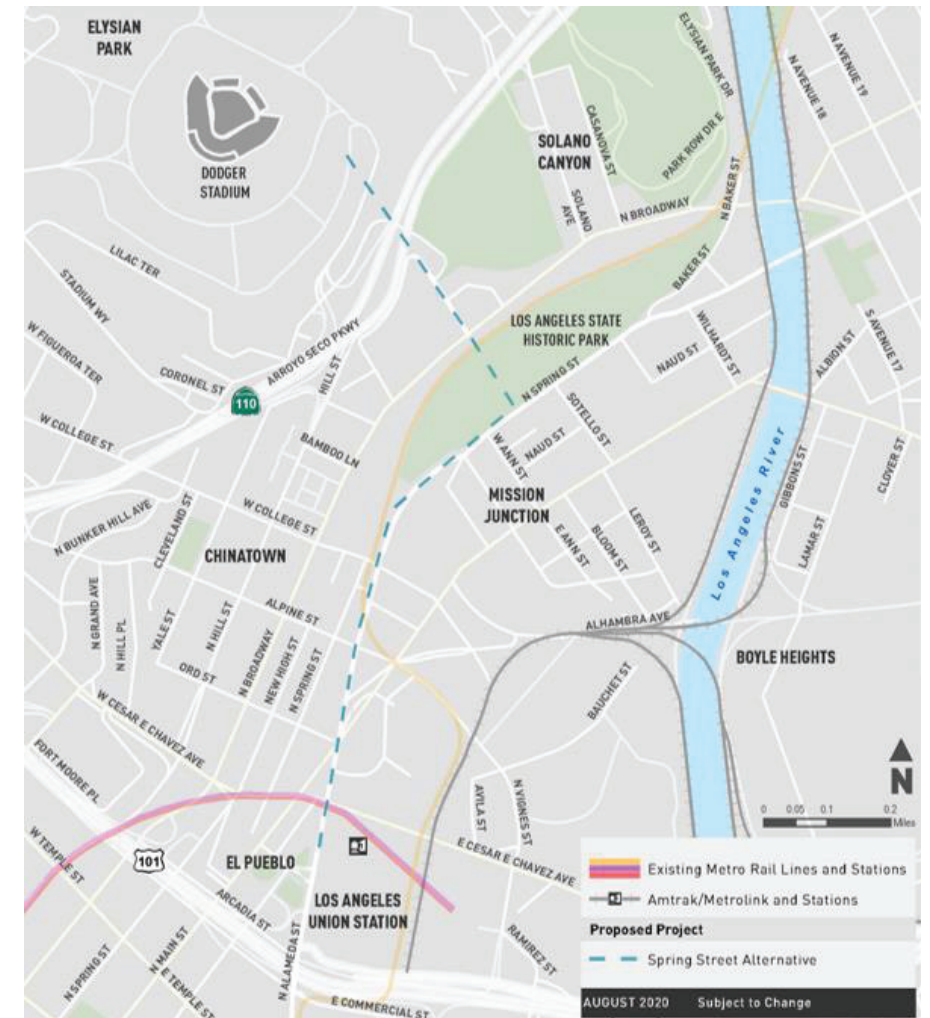 ELYSIAN
PARK
ELYSIAN PARK DR
N AVENUE 19
N AVENUE 18
DODGER
STADIUM
SOLANO
CANYON
CASANOVA ST
PARK ROW DR E
SOLANO
AVE
N BROADWAY
N BAKER ST
LILAC TER
STADIUM WY
BAKER ST
W FIGUEROA TER
ARROYO SECO PKWY
HILL ST
LOS ANGELES STATE
HISTORIC PARK
WILHARDT ST
NAUD ST
ALBION ST
S AVENUE 17
CORONEL ST
110
N SPRING ST
SOTELLO ST
W COLLEGE ST
BAMBOO LN
W ANN ST
NAUD ST
CLOVER ST
GIBBONS ST
Los Angeles River
MISSION
JUNCTION
N BUNKER HILL AVE
CLEVELAND ST
W COLLEGE ST
LEROY ST
LAMAR ST
E ANN ST
BLOOM ST
CHINATOWN
N GRAND AVE
N HILL PL
YALE ST
N HILL ST
ALPINE ST
ALHAMBRA AVE
N BROADWAY
NEW HIGH ST
N SPRING ST
ORD ST
BOYLE HEIGHTS
BAUCHET ST
W CESAR E CHAVEZ AVE
FORT MOORE PL
N
AVILA ST
N VIGNES ST
0 0.05 0.1 0.2
Miles
W TEMPLE ST
101
EL PUEBLO
E CESAR E CHAVEZ AVE
ARCADIA ST
LOS ANGELES
UNION STATION
N ALAMEDA ST
RAMIREZ ST
N SPRING ST
N MAIN ST
E TEMPLE ST
E COMMERCIAL ST
Existing Metro Rail Lines and Stations
Amtrak/Metrolink and Stations
Proposed Project
Spring Street Alternative
AUGUST 2020 Subject to Change